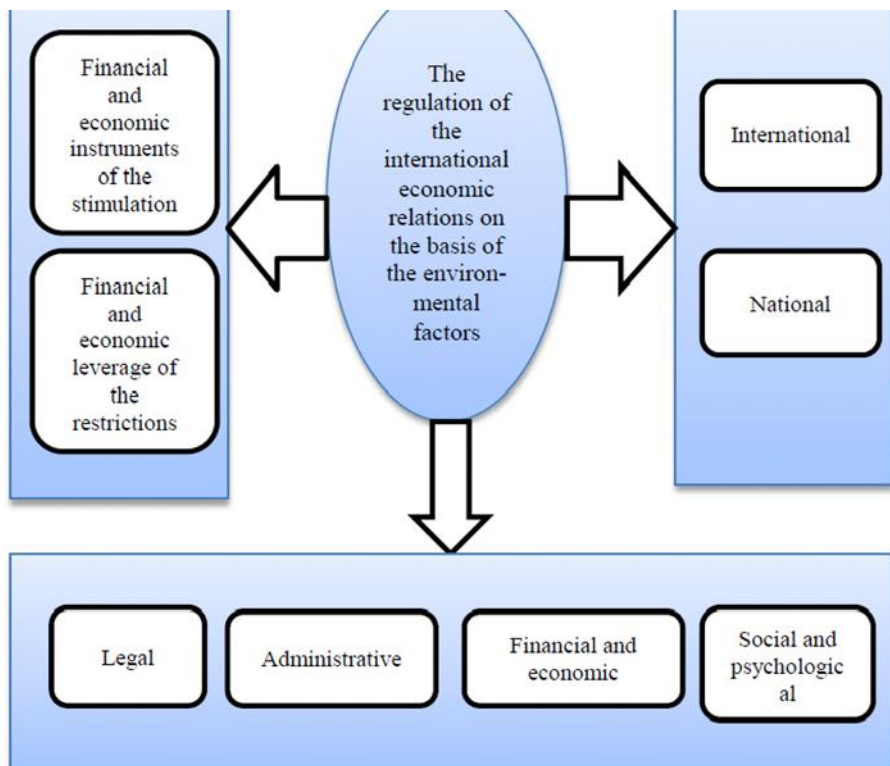 Financial
and
economic
instruments
of the
stimulation
Financial
and
economic
leverage of
the
restrictions
The
regulation of
the
international
economic
relations on
the basis of
the environ-
mental
factors
International
National
Legal
Administrative
Financial and
economic
Social and
psychologic
al